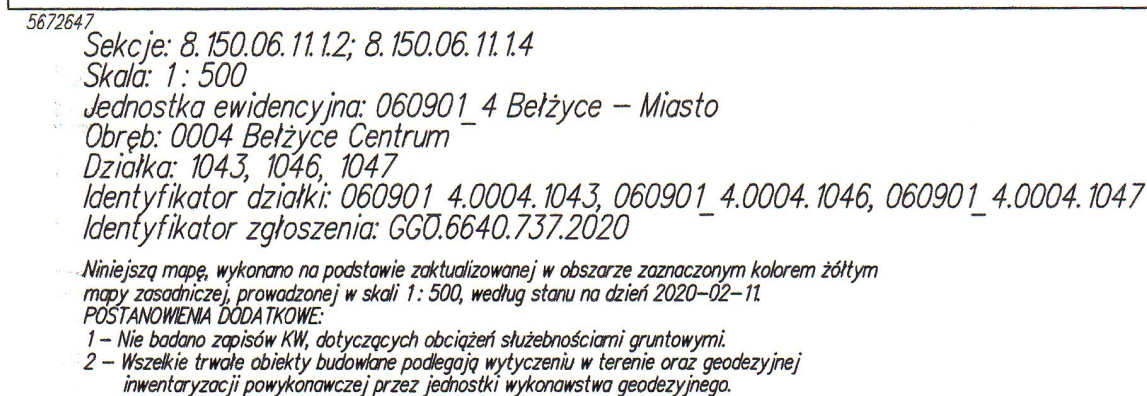 5672647
Sekcje: 8.150.06.11.1.2; 8.150.06.11.1.4
Skala: 1 : 500
Jednostka ewidencyjna: 060901_4 Bełżyce – Miasto
Obręb: 0004 Bełżyce Centrum
Działka: 1043, 1046, 1047
Identyfikator działki: 060901_4.0004.1043, 060901_4.0004.1046, 060901_4.0004.1047
Identyfikator zgłoszenia: GGO.6640.737.2020
Niniejszą mapę, wykonano na podstawie zaktualizowanej w obszarze zaznaczonym kolorem żółtym
mapy zasadniczej, prowadzonej w skali 1 : 500, według stanu na dzień 2020–02–11.
POSTANOWIENIA DODATKOWE:
1 – Nie badano zapisów KW, dotyczących obciążeń służebnościami gruntowymi.
2 – Wszelkie trwałe obiekty budowlane podlegają wytyczeniu w terenie oraz geodezyjnej
inwentaryzacji powykonawczej przez jednostki wykonawstwa geodezyjnego.